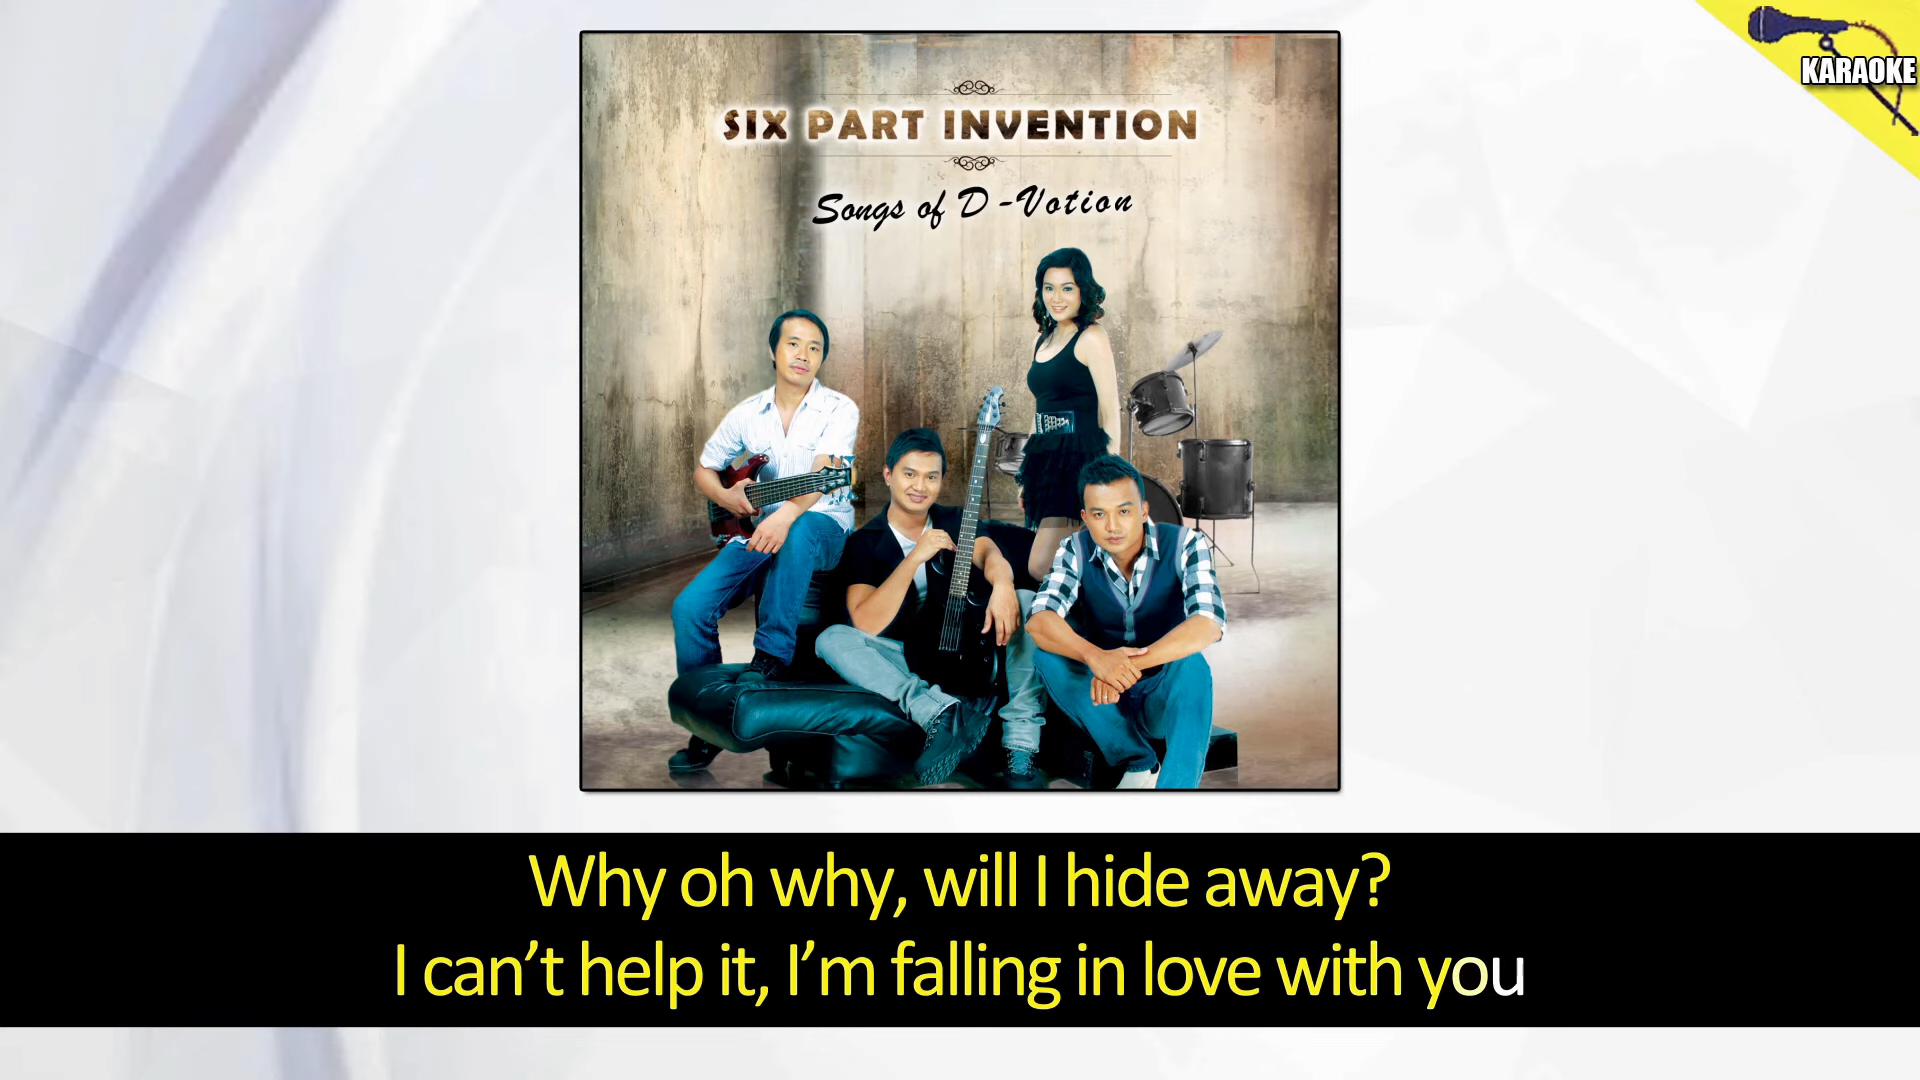 KARAOKE
SIX PART INVENTION
Songs of D-Votion
Why oh why, will I hide away?
I can’t help it, I’m falling in love with you